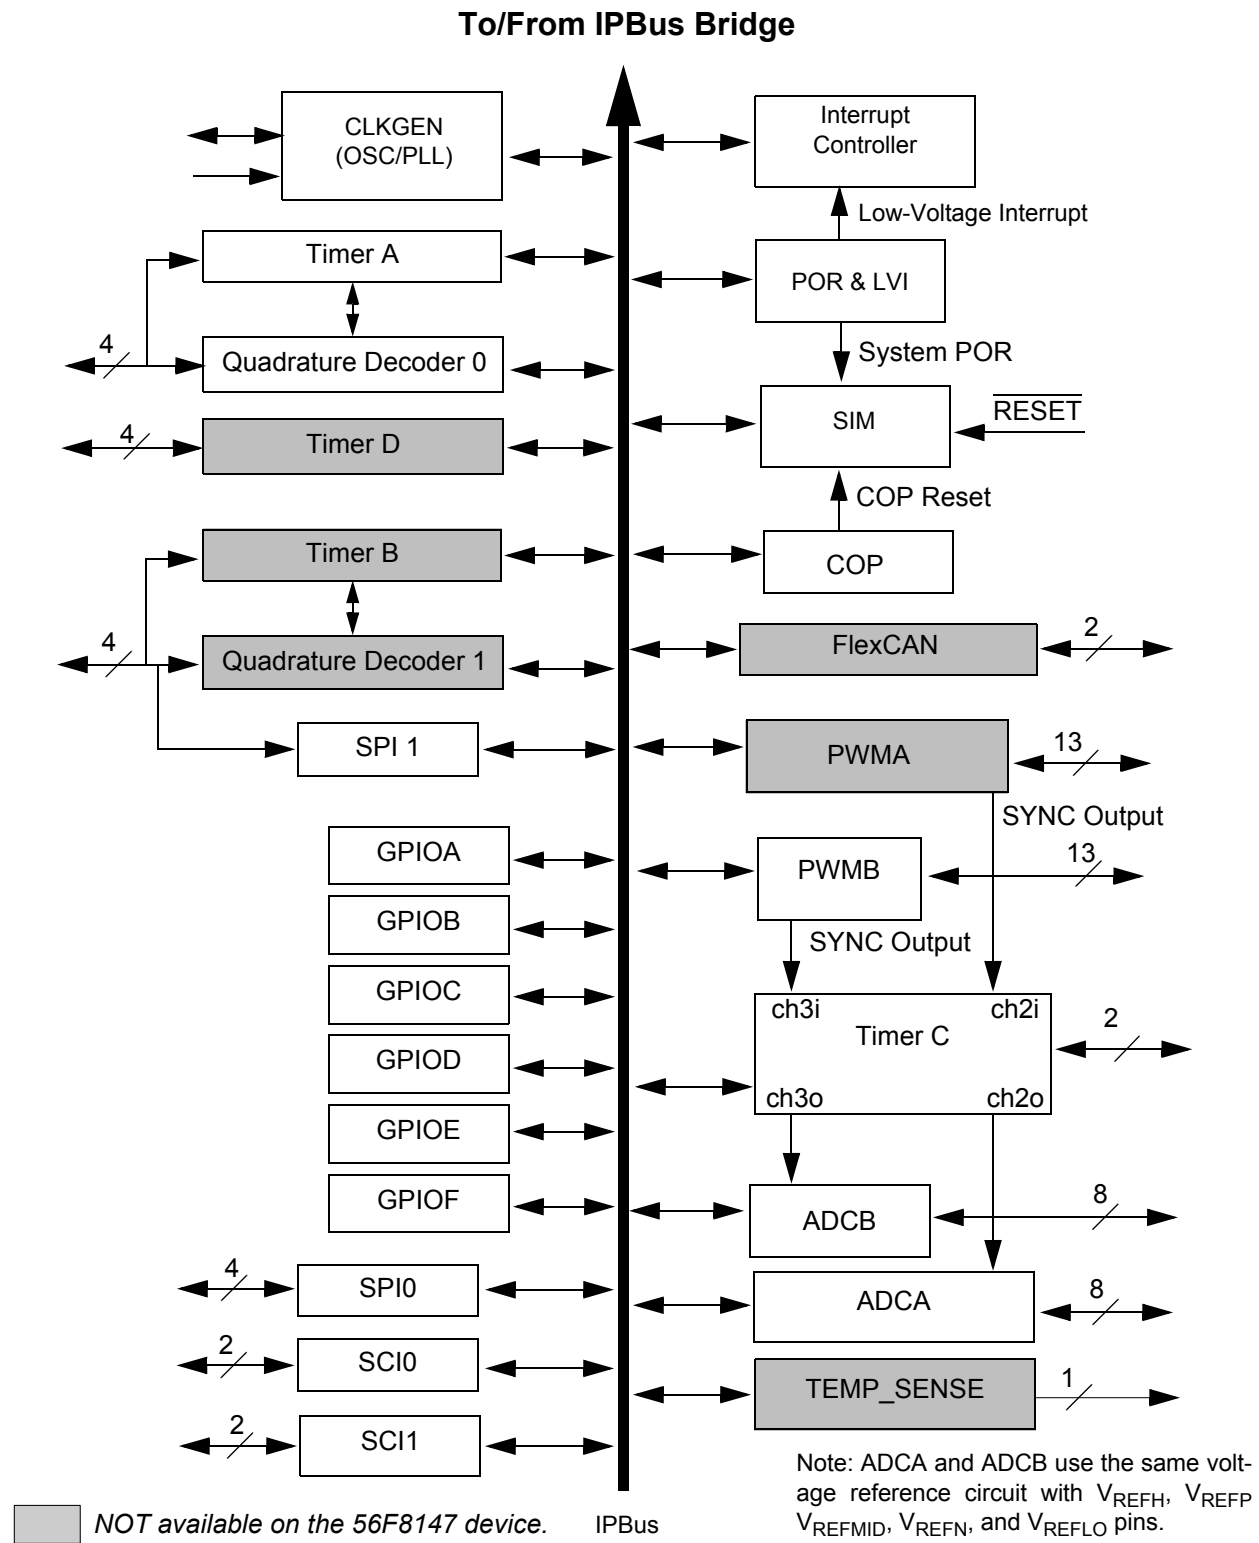 To/From IPBus Bridge
CLKGEN
(OSC/PLL)
Interrupt
Controller
Low-Voltage Interrupt
Timer A
POR & LVI
4
Quadrature Decoder 0
System POR
4
Timer D
SIM
RESET
COP Reset
Timer B
COP
4
Quadrature Decoder 1
FlexCAN
2
SPI 1
PWMA
13
SYNC Output
GPIOA
PWMB
13
GPIOB
SYNC Output
GPIOC
ch3i
ch2i
Timer C
2
GPIOD
ch3o
ch2o
GPIOE
GPIOF
ADCB
8
4
SPI0
ADCA
8
2
SCI0
TEMP_SENSE
1
2
SCI1
Note: ADCA and ADCB use the same volt-
age reference circuit with VREFH, VREFP
VREFMID, VREFN, and VREFLO pins.
NOT available on the 56F8147 device.
IPBus